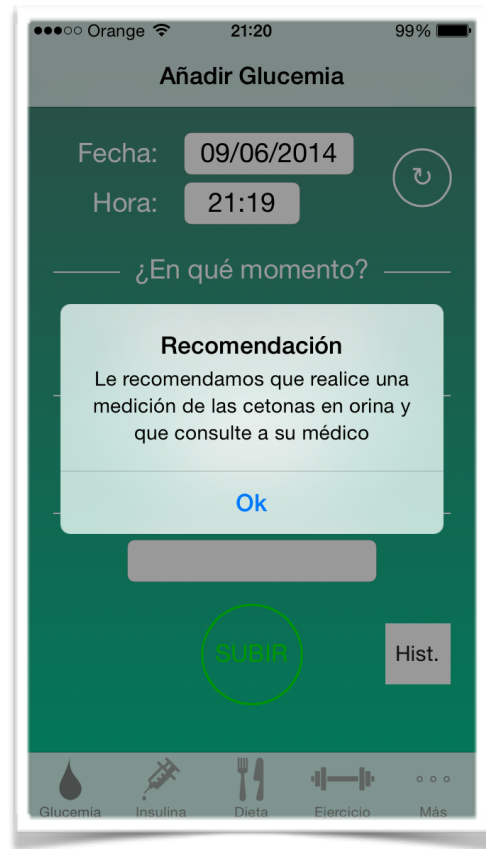 Orange 21:20 99%
Añadir Glucemia
Fecha: 09/06/2014
Hora: 21:19
¿En qué momento?
Recomendación
Le recomendamos que realice una
medición de las cetonas en orina y
que consulte a su médico
Ok
SUBIR
Hist.
Glucemia Insulina Dieta Ejercicio Más